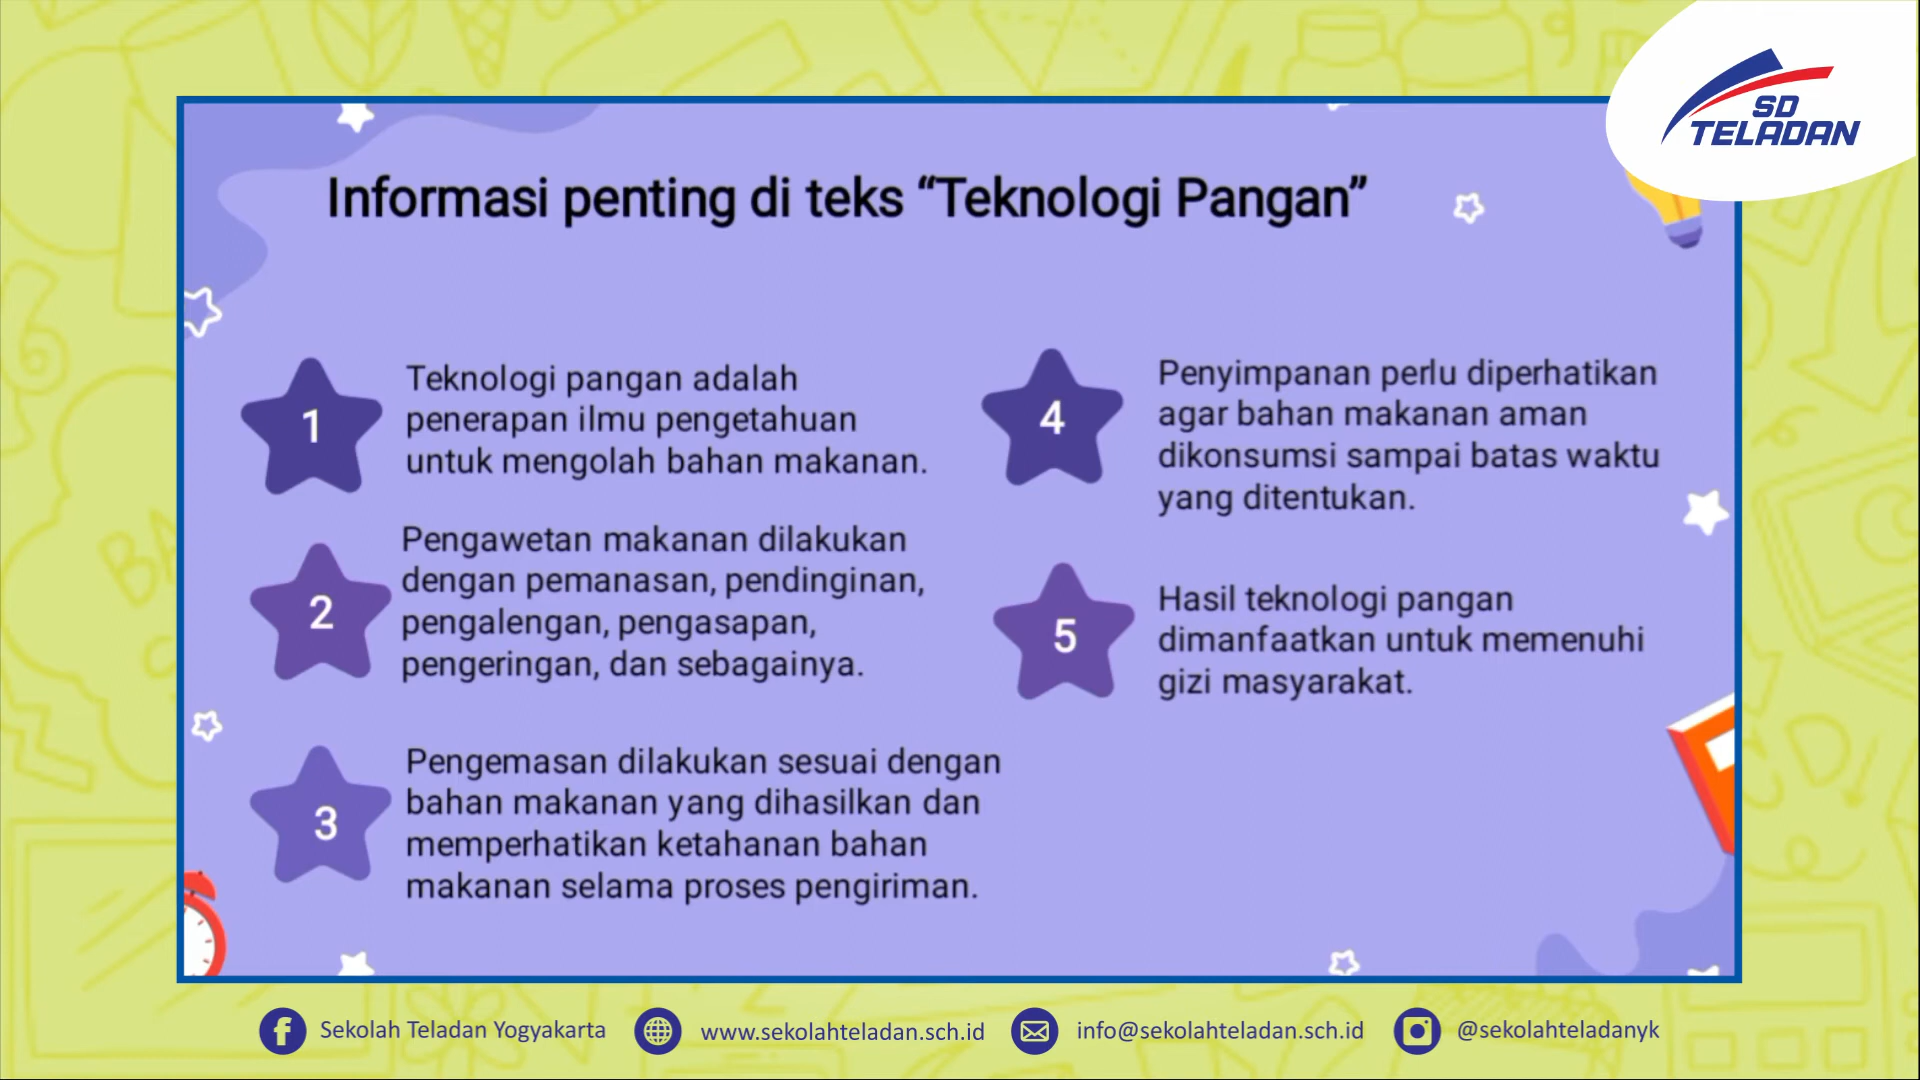 SD
TELADAN
Informasi penting di teks “Teknologi Pangan”
1
Teknologi pangan adalah
penerapan ilmu pengetahuan
untuk mengolah bahan makanan.
2
Pengawetan makanan dilakukan
dengan pemanasan, pendinginan,
pengalengan, pengasapan,
pengeringan, dan sebagainya.
3
Pengemasan dilakukan sesuai dengan
bahan makanan yang dihasilkan dan
memperhatikan ketahanan bahan
makanan selama proses pengiriman.
4
Penyimpanan perlu diperhatikan
agar bahan makanan aman
dikonsumsi sampai batas waktu
yang ditentukan.
5
Hasil teknologi pangan
dimanfaatkan untuk memenuhi
gizi masyarakat.
Sekolah Teladan Yogyakarta
www.sekolahteladan.sch.id
info@sekolahteladan.sch.id
@sekolahteladanyk